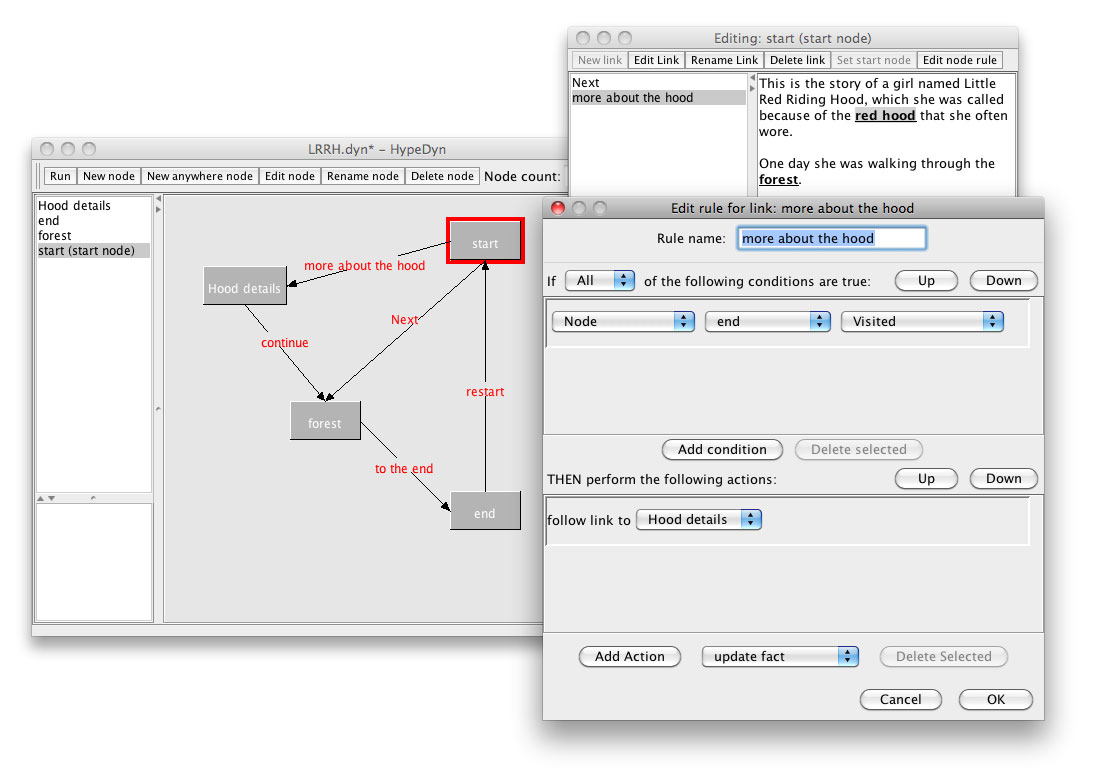 Editing: start (start node)
New link Edit Link Rename Link Delete link Set start node Edit node rule
Next
more about the hood
This is the story of a girl named Little
Red Riding Hood, which she was called
because of the red hood that she often
wore.
One day she was walking through the
forest.
LRRH.dyn* – HypeDyn
Run New node New anywhere node Edit node Rename node Delete node Node count:
Hood details
end
forest
start (start node)
start
more about the hood
Hood details
Next
continue
restart
forest
to the end
end
Edit rule for link: more about the hood
Rule name: more about the hood
If All of the following conditions are true: Up Down
Node end Visited
Add condition Delete selected
THEN perform the following actions: Up Down
follow link to Hood details
Add Action update fact Delete Selected
Cancel OK